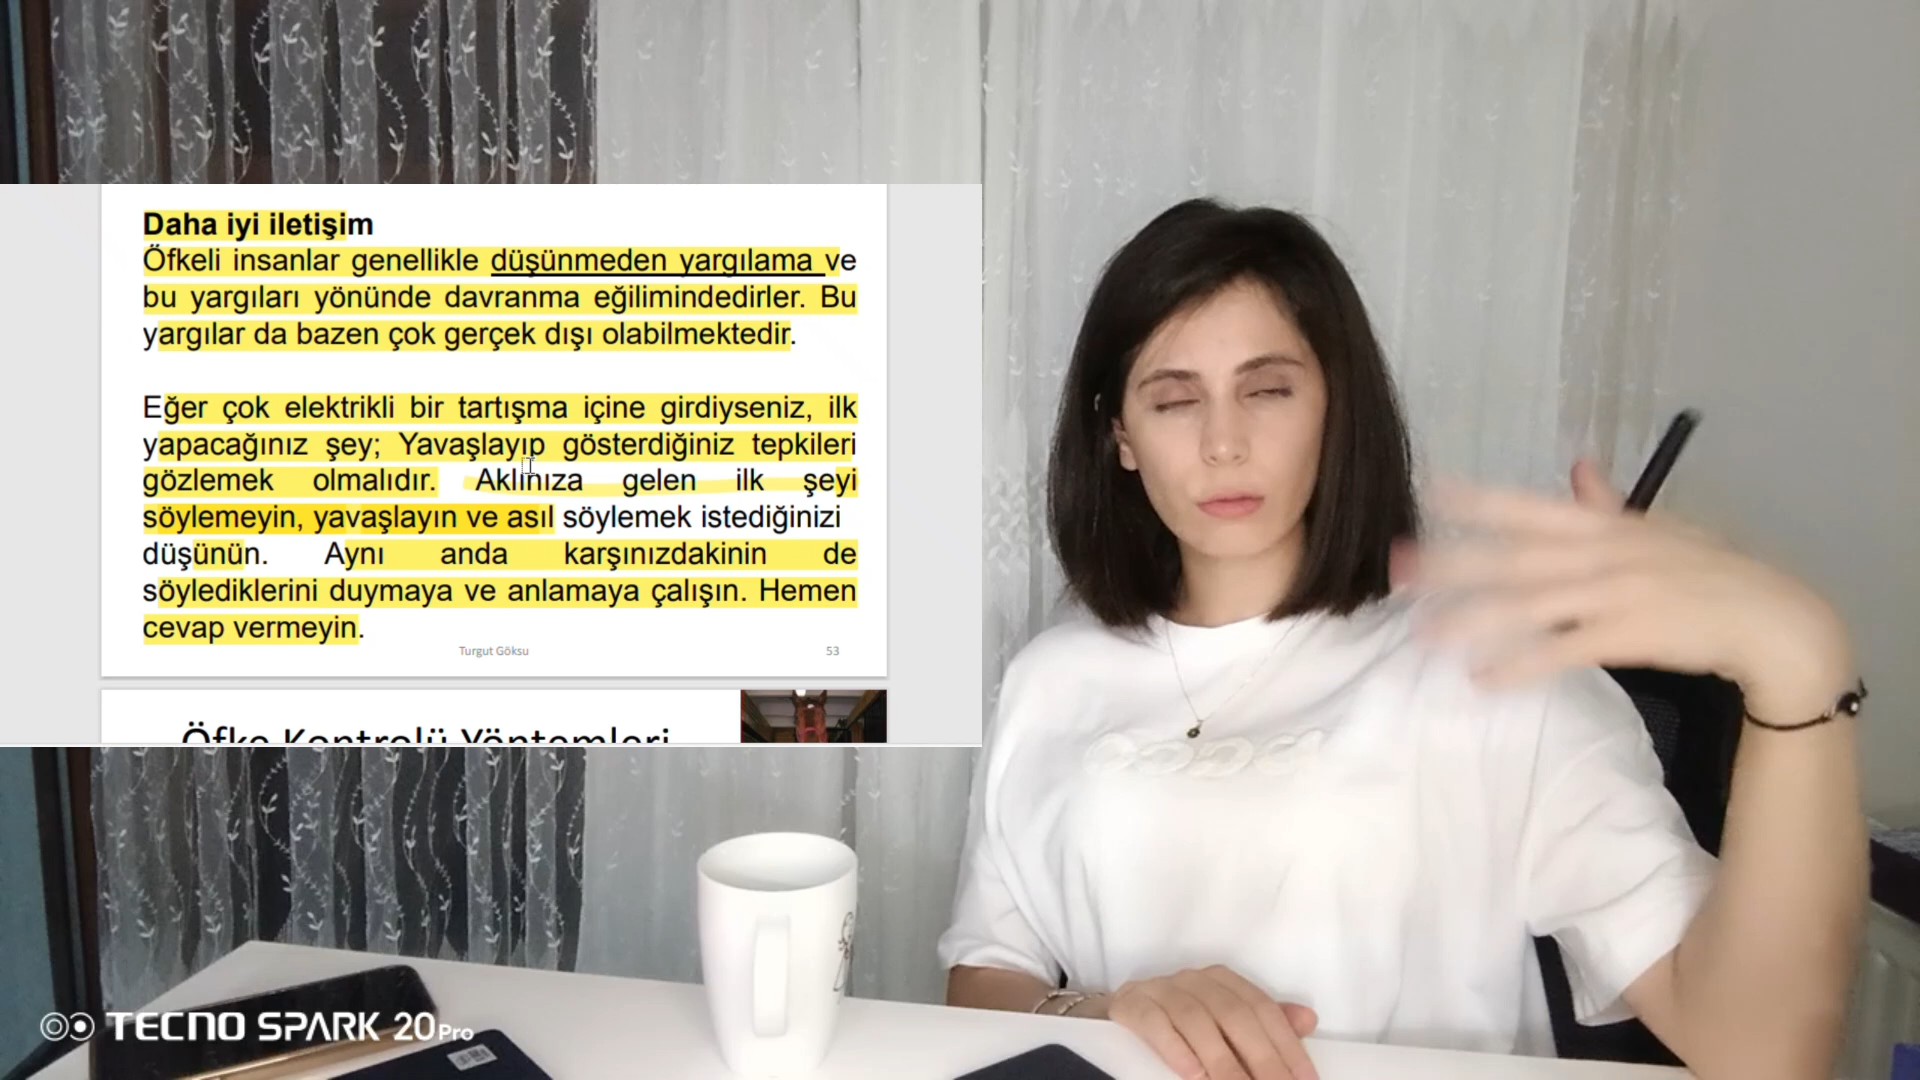 Daha iyi iletişim
Öfkeli insanlar genellikle düşünmeden yargılama ve
bu yargıları yönünde davranma eğilimindedirler. Bu
yargılar da bazen çok gerçek dışı olabilmektedir.
Eğer çok elektrikli bir tartışma içine girdiyseniz, ilk
yapacağınız şey; Yavaşlayıp gösterdiğiniz tepkileri
gözlemek olmalıdır. Aklınıza gelen ilk şeyi
söylemeyin, yavaşlayın ve asıl söylemek istediğinizi
düşünün. Aynı anda karşınızdakinin de
söylediklerini duymaya ve anlamaya çalışın. Hemen
cevap vermeyin.
Turgut Göksu 53
Öfke Kontrolü Yöntemleri
TECNO SPARK 20Pro